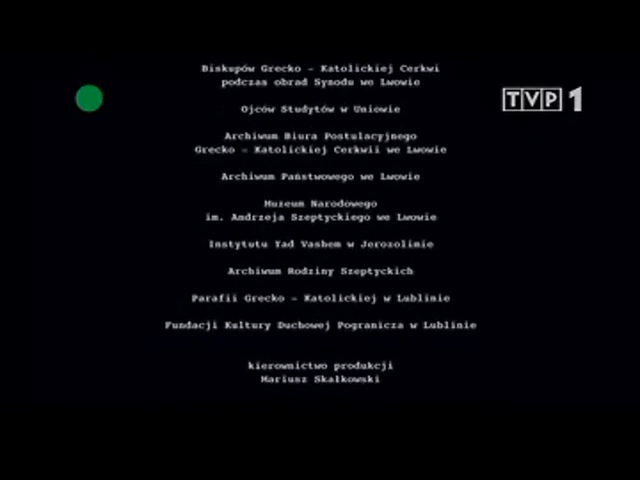 Biskupów Grecko - Katolickiej Cerkwi
podczas obrad Synodu we Lwowie
TVP 1
Ojców Studytów w Uniowie
Archiwum Biura Postulacyjnego
Grecko - Katolickiej Cerkwii we Lwowie
Archiwum Państwowego we Lwowie
Muzeum Narodowego
im. Andrzeja Szeptyckiego we Lwowie
Instytutu Yad Vashem w Jerozolimie
Archiwum Rodziny Szeptyckich
Parafii Grecko - Katolickiej w Lublinie
Fundacji Kultury Duchowej Pogranicza w Lublinie
kierownictwo produkcji
Mariusz Skałkowski